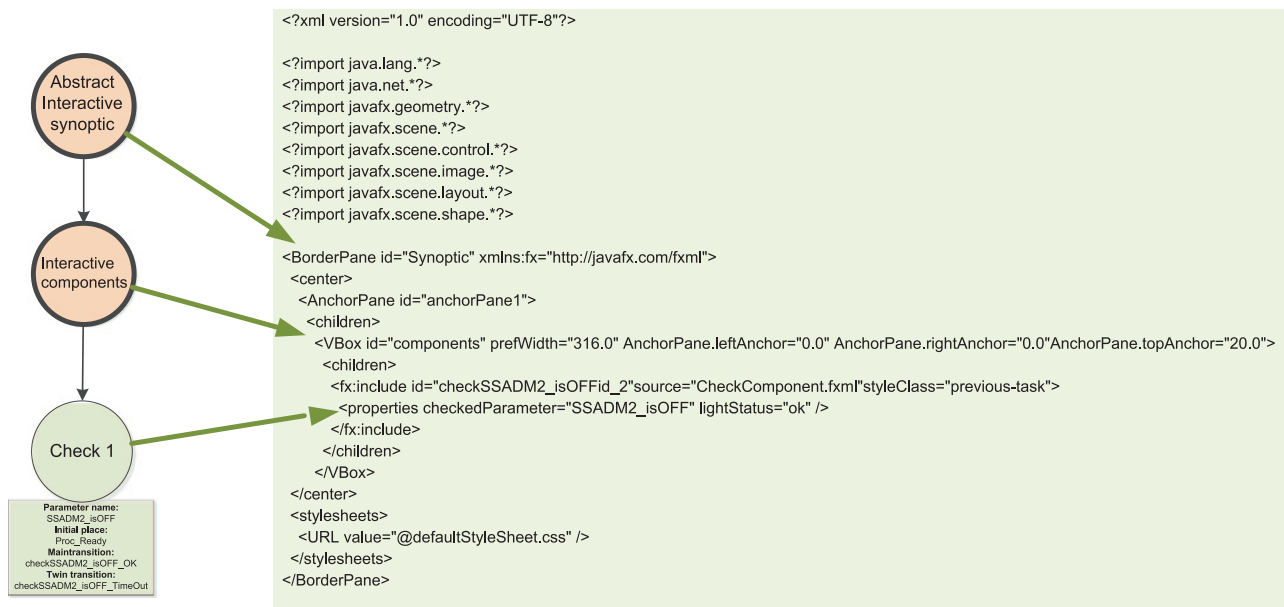 Abstract
Interactive
synoptic
Interactive
components
Check 1
Parameter name:
SSADM2_isOFF
Initial place:
Proc_Ready
Maintransition:
checkSSADM2_isOFF_OK
Twin transition:
checkSSADM2_isOFF_TimeOut
<?xml version="1.0" encoding="UTF-8"?>
<?import java.lang.*?>
<?import java.net.*?>
<?import javafx.geometry.*?>
<?import javafx.scene.*?>
<?import javafx.scene.control.*?>
<?import javafx.scene.image.*?>
<?import javafx.scene.layout.*?>
<?import javafx.scene.shape.*?>
<BorderPane id="Synoptic" xmlns:fx="http://javafx.com/fxml">
<center>
<AnchorPane id="anchorPane1">
<children>
<VBox id="components" prefWidth="316.0" AnchorPane.leftAnchor="0.0" AnchorPane.rightAnchor="0.0"AnchorPane.topAnchor="20.0">
<children>
<fx:include id="checkSSADM2_isOFFid_2"source="CheckComponent.fxml"styleClass="previous-task">
<properties checkedParameter="SSADM2_isOFF" lightStatus="ok" />
</fx:include>
</children>
</VBox>
</center>
<stylesheets>
<URL value="@defaultStyleSheet.css" />
</stylesheets>
</BorderPane>